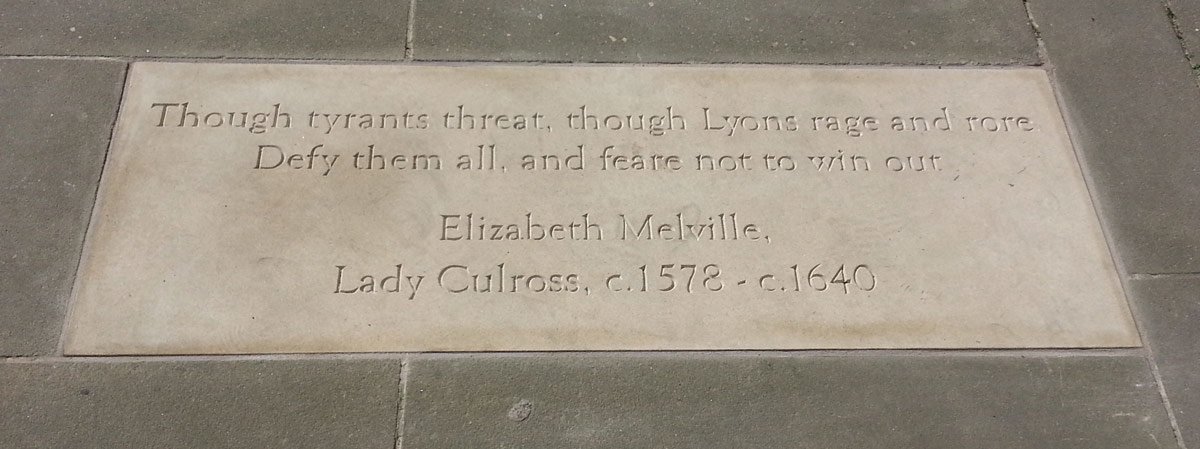 Though tyrants threat, though Lyons rage and rore
Defy them all, and feare not to win out
Elizabeth Melville,
Lady Culross, c.1578 - c.1640